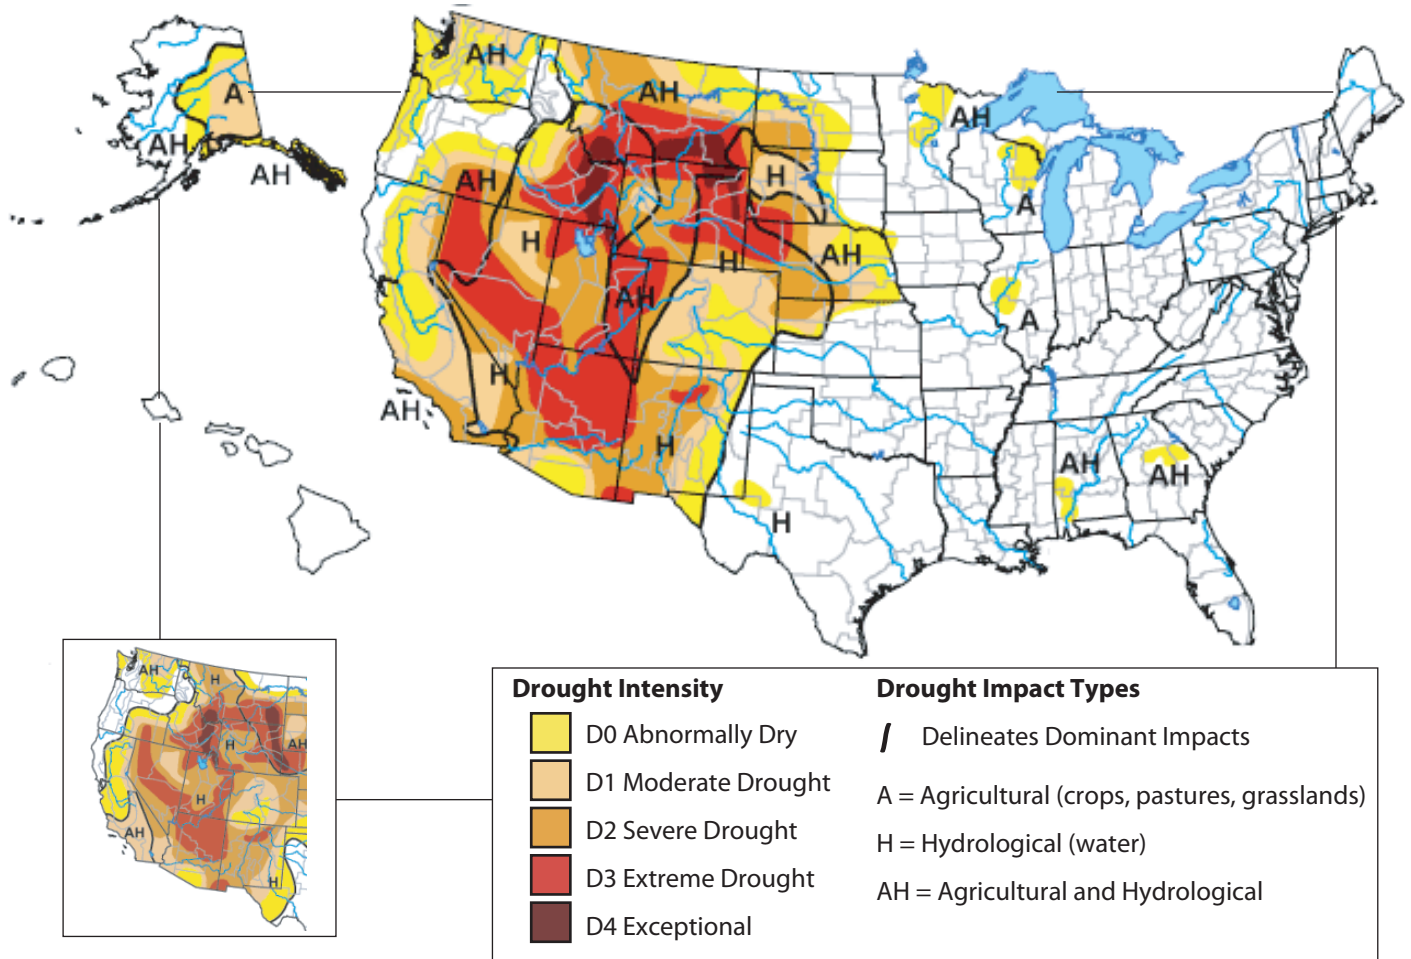 AH
A
AH
AH
AH
AH
A
AH
H
H
AH
H
AH
A
AH
H
AH
H
AH
AH
H
AH
H
H
AH
H
AH
H
Drought Intensity
D0 Abnormally Dry
D1 Moderate Drought
D2 Severe Drought
D3 Extreme Drought
D4 Exceptional
Drought Impact Types
Delineates Dominant Impacts
A = Agricultural (crops, pastures, grasslands)
H = Hydrological (water)
AH = Agricultural and Hydrological